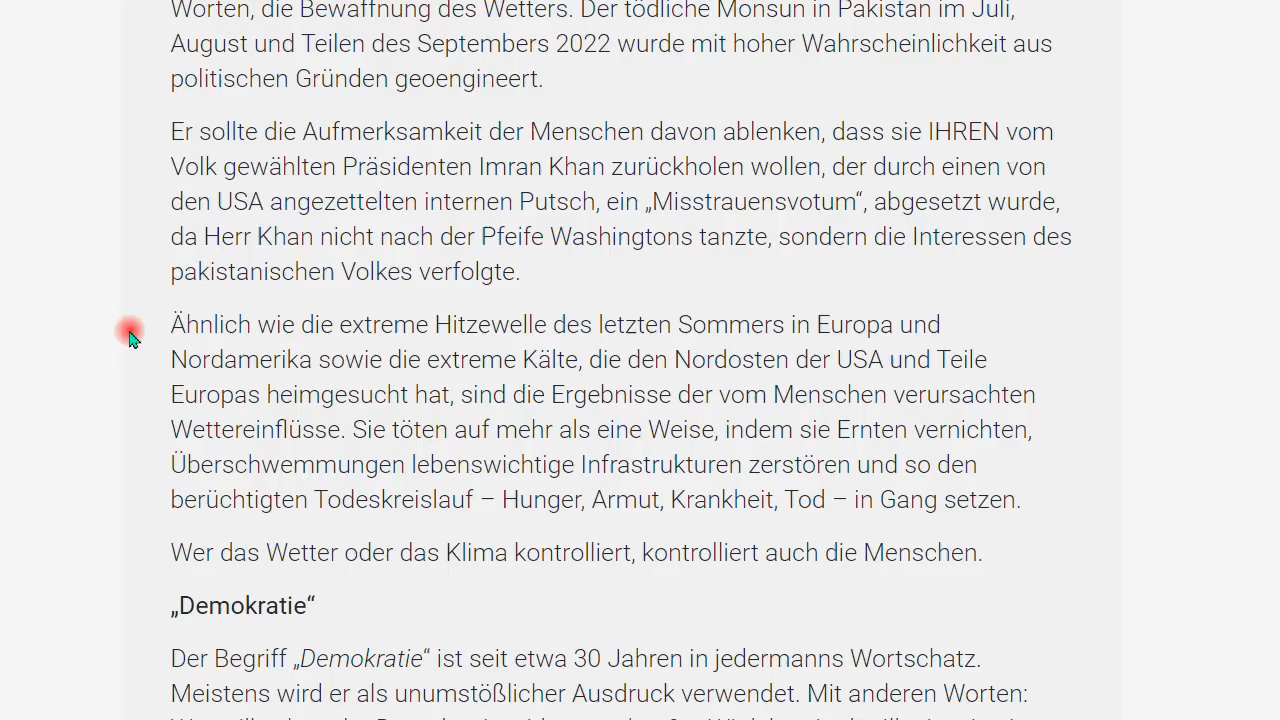 Worten, die Bewaffnung des Wetters. Der tödliche Monsun in Pakistan im Juli,
August und Teilen des Septembers 2022 wurde mit hoher Wahrscheinlichkeit aus
politischen Gründen geoengineert.
Er sollte die Aufmerksamkeit der Menschen davon ablenken, dass sie IHREN vom
Volk gewählten Präsidenten Imran Khan zurückholen wollen, der durch einen von
den USA angezettelten internen Putsch, ein „Misstrauensvotum“, abgesetzt wurde,
da Herr Khan nicht nach der Pfeife Washingtons tanzte, sondern die Interessen des
pakistanischen Volkes verfolgte.
Ähnlich wie die extreme Hitzewelle des letzten Sommers in Europa und
Nordamerika sowie die extreme Kälte, die den Nordosten der USA und Teile
Europas heimgesucht hat, sind die Ergebnisse der vom Menschen verursachten
Wettereinflüsse. Sie töten auf mehr als eine Weise, indem sie Ernten vernichten,
Überschwemmungen lebenswichtige Infrastrukturen zerstören und so den
berüchtigten Todeskreislauf – Hunger, Armut, Krankheit, Tod – in Gang setzen.
Wer das Wetter oder das Klima kontrolliert, kontrolliert auch die Menschen.
„Demokratie“
Der Begriff „Demokratie“ ist seit etwa 30 Jahren in jedermanns Wortschatz.
Meistens wird er als unumstößlicher Ausdruck verwendet. Mit anderen Worten: